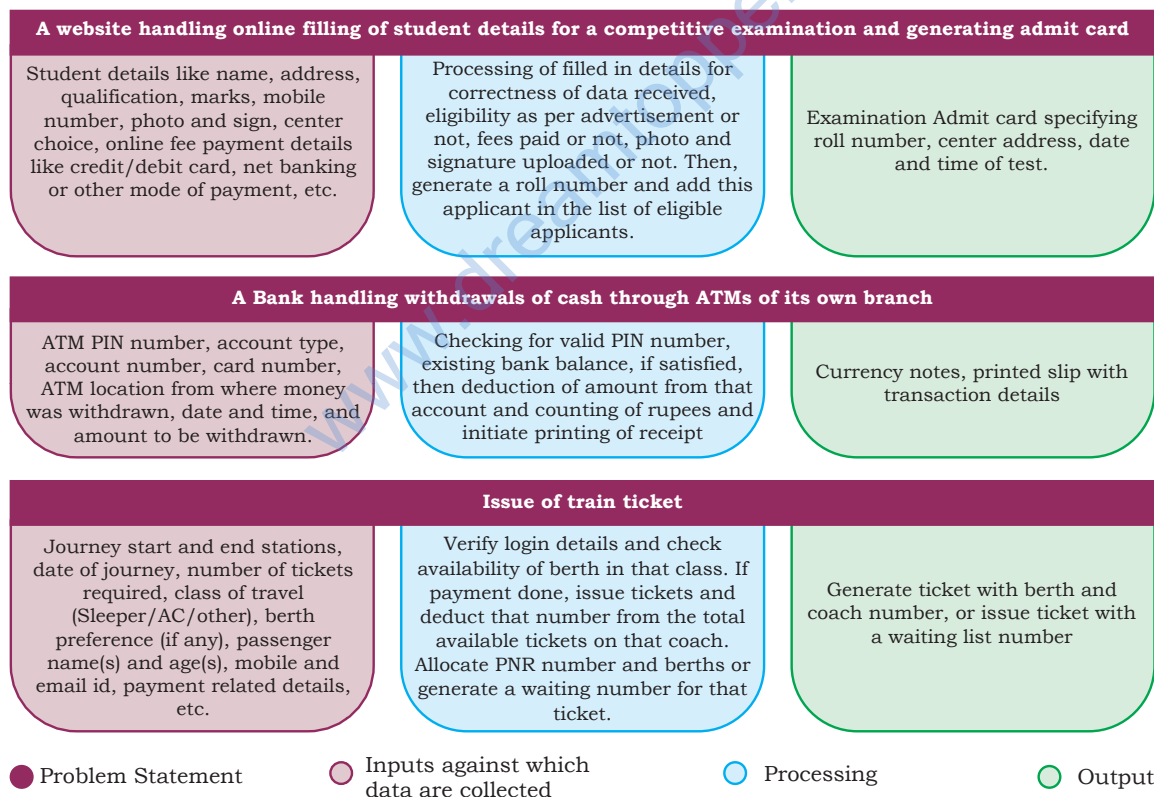 A website handling online filling of student details for a competitive examination and generating admit card
Student details like name, address,
qualification, marks, mobile
number, photo and sign, center
choice, online fee payment details
like credit/debit card, net banking
or other mode of payment, etc.
Processing of filled in details for
correctness of data received,
eligibility as per advertisement or
not, fees paid or not, photo and
signature uploaded or not. Then,
generate a roll number and add this
applicant in the list of eligible
applicants.
Examination Admit card specifying
roll number, center address, date
and time of test.
A Bank handling withdrawals of cash through ATMs of its own branch
ATM PIN number, account type,
account number, card number,
ATM location from where money
was withdrawn, date and time, and
amount to be withdrawn.
Checking for valid PIN number,
existing bank balance, if satisfied,
then deduction of amount from that
account and counting of rupees and
initiate printing of receipt
Currency notes, printed slip with
transaction details
Issue of train ticket
Journey start and end stations,
date of journey, number of tickets
required, class of travel
(Sleeper/AC/other), berth
preference (if any), passenger
name(s) and age(s), mobile and
email id, payment related details,
etc.
Verify login details and check
availability of berth in that class. If
payment done, issue tickets and
deduct that number from the total
available tickets on that coach.
Allocate PNR number and berths or
generate a waiting number for that
ticket.
Generate ticket with berth and
coach number, or issue ticket with
a waiting list number
Problem Statement
Inputs against which
data are collected
Processing
Output
www.dreamtoppe